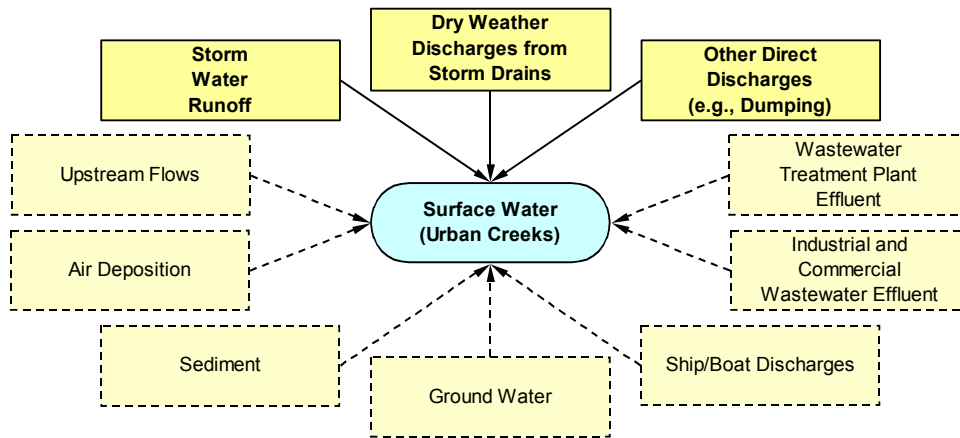 Storm
Water
Runoff
Dry Weather
Discharges from
Storm Drains
Other Direct
Discharges
(e.g., Dumping)
Upstream Flows
Wastewater
Treatment Plant
Effluent
Surface Water
(Urban Creeks)
Air Deposition
Industrial and
Commercial
Wastewater Effluent
Sediment
Ground Water
Ship/Boat Discharges